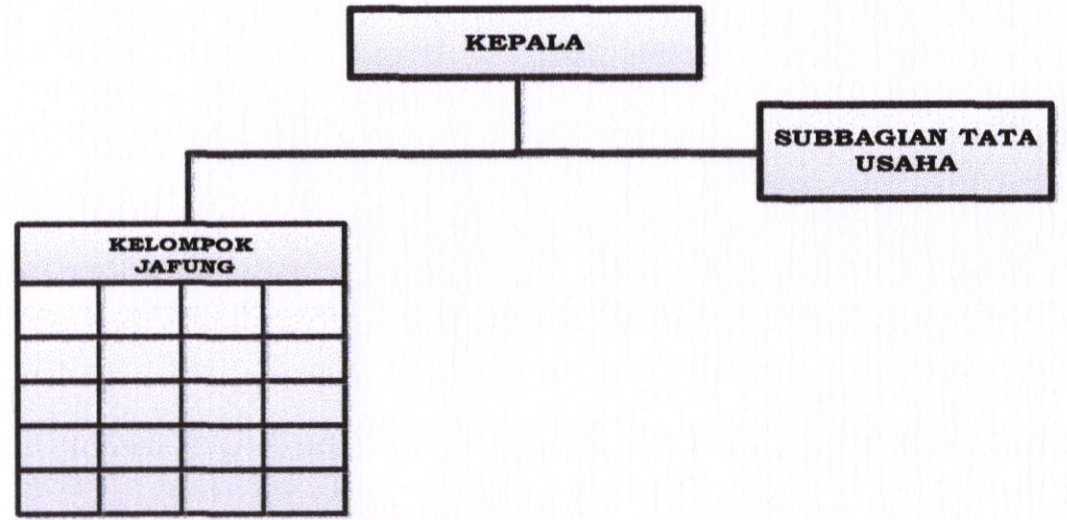 KEPALA
SUBBAGIAN TATA
USAHA
KELOMPOK
JAFUNG